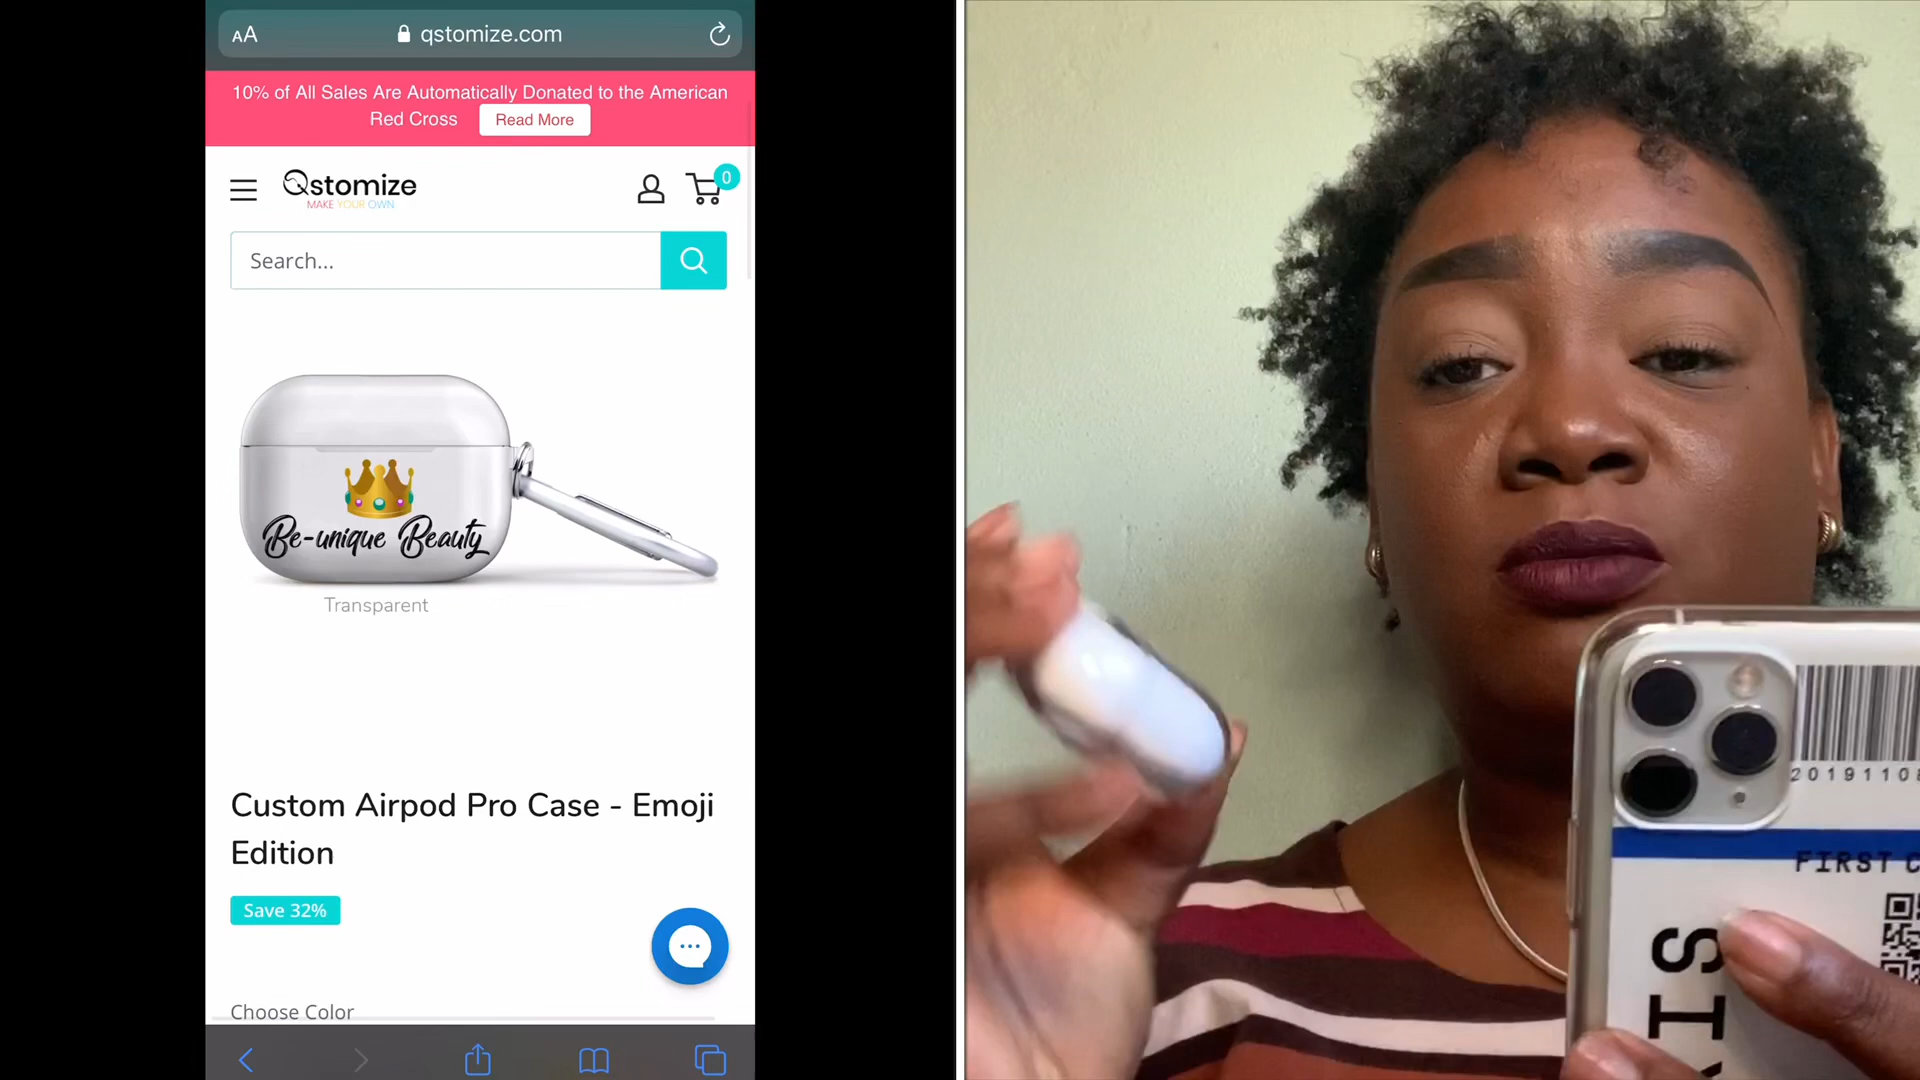 AA qstomize.com
10% of All Sales Are Automatically Donated to the American
Red Cross Read More
Qstomize 0
MAKE YOUR OWN
Search...
Be-unique Beauty
Transparent
Custom Airpod Pro Case - Emoji
Edition
Save 32%
Choose Color
2019110
FIRST C